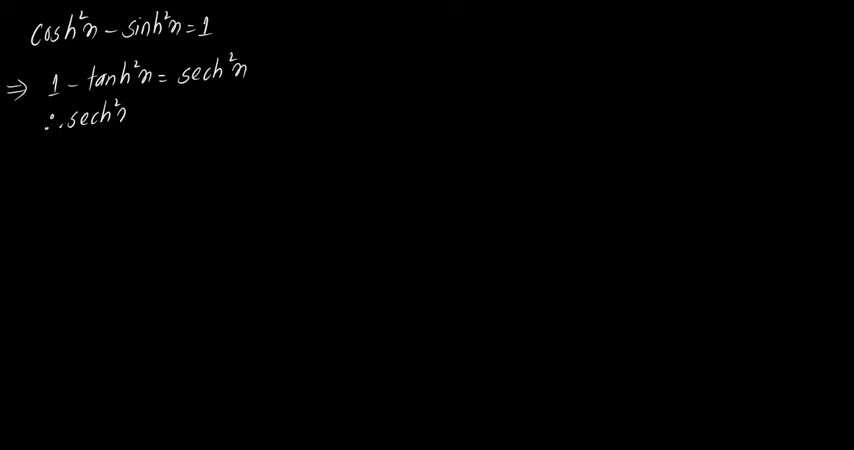 cosh²x - sinh²x = 1
⇒ 1 - tanh²x = sech²x
∴ sech²x